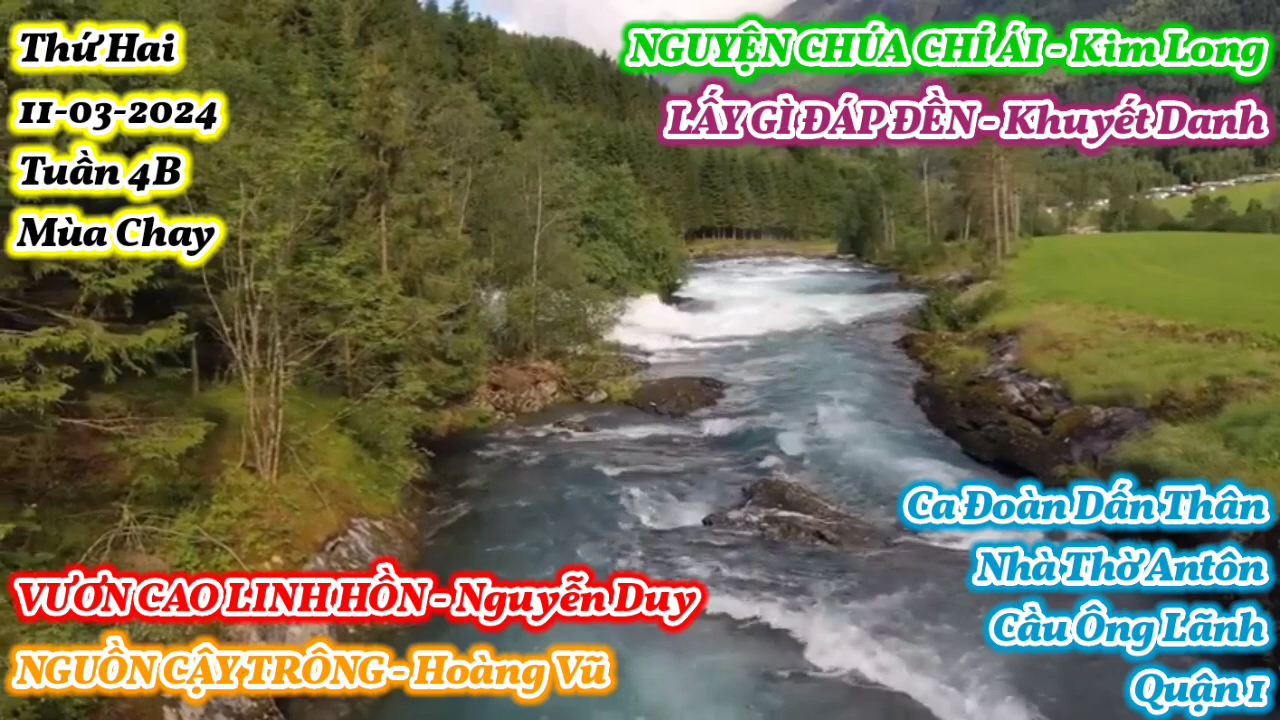 Thứ Hai
11-03-2024
Tuần 4B
Mùa Chay
NGUYỆN CHÚA CHÍ ÁI - Kim Long
LẤY GÌ ĐÁP ĐỀN - Khuyết Danh
VƯƠN CAO LINH HỒN - Nguyễn Duy
NGUỒN CẬY TRÔNG - Hoàng Vũ
Ca Đoàn Dấn Thân
Nhà Thờ Antôn
Cầu Ông Lãnh
Quận 1